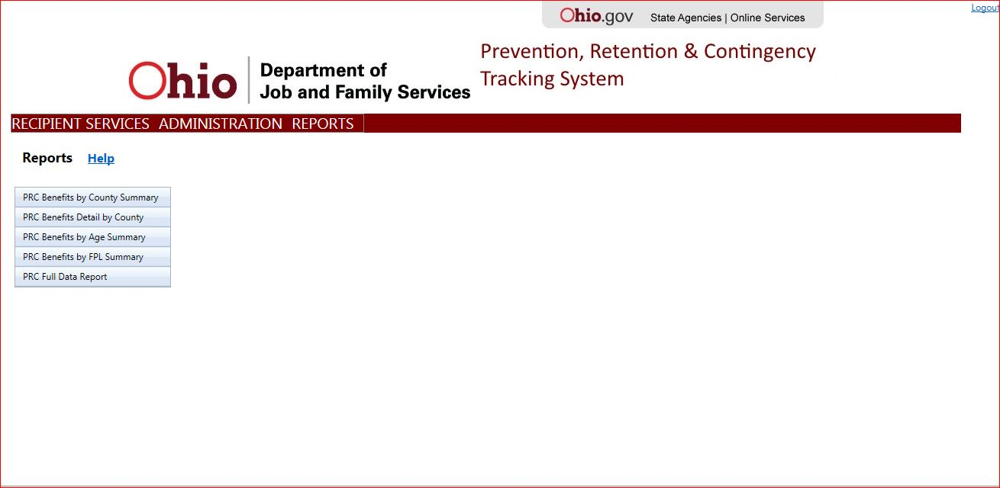 Ohio.gov State Agencies | Online Services
Logout
Ohio Department of
Job and Family Services
Prevention, Retention & Contingency
Tracking System
RECIPIENT SERVICES ADMINISTRATION REPORTS
Reports Help
PRC Benefits by County Summary
PRC Benefits Detail by County
PRC Benefits by Age Summary
PRC Benefits by FPL Summary
PRC Full Data Report